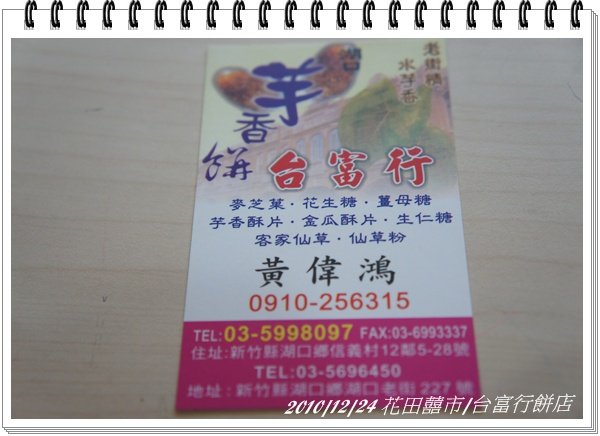 老街情
水芋香
湖口
芋香餅
台富行
麥芝菓·花生糖·薑母糖
芋香酥片·金瓜酥片·生仁糖
客家仙草·仙草粉
黃偉鴻
0910-256315
TEL:03-5998097 FAX:03-6993337
住址:新竹縣湖口鄉信義村12鄰5-28號
TEL:03-5696450
地址:新竹縣湖口鄉湖口老街227號
2010/12/24 花田囍市/台富行餅店